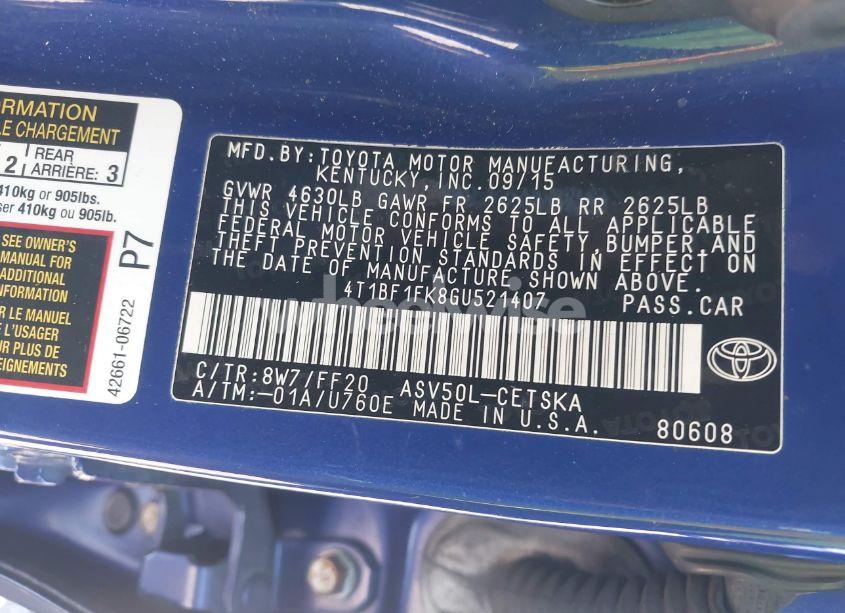 ORMATION
LE CHARGEMENT
2 REAR
ARRIÈRE: 3
410kg or 905lbs.
ser 410kg ou 905lb.
SEE OWNER'S
MANUAL FOR
ADDITIONAL
INFORMATION
R LE MANUEL
E L'USAGER
UR PLUS DE
EIGNEMENTS
P7
42661-06722
MFD.BY:TOYOTA MOTOR MANUFACTURING,
KENTUCKY,INC.09/15
GVWR 4630LB GAWR FR 2625LB RR 2625LB
THIS VEHICLE CONFORMS TO ALL APPLICABLE
FEDERAL MOTOR VEHICLE SAFETY,BUMPER,AND
THEFT PREVENTION STANDARDS IN EFFECT ON
THE DATE OF MANUFACTURE SHOWN ABOVE.
4T1BF1FK8GU521407 PASS.CAR
wheelwise
C/TR:8W7/FF20 ASV50L-CETSKA
A/TM:-01A/U760E MADE IN U.S.A. 80608